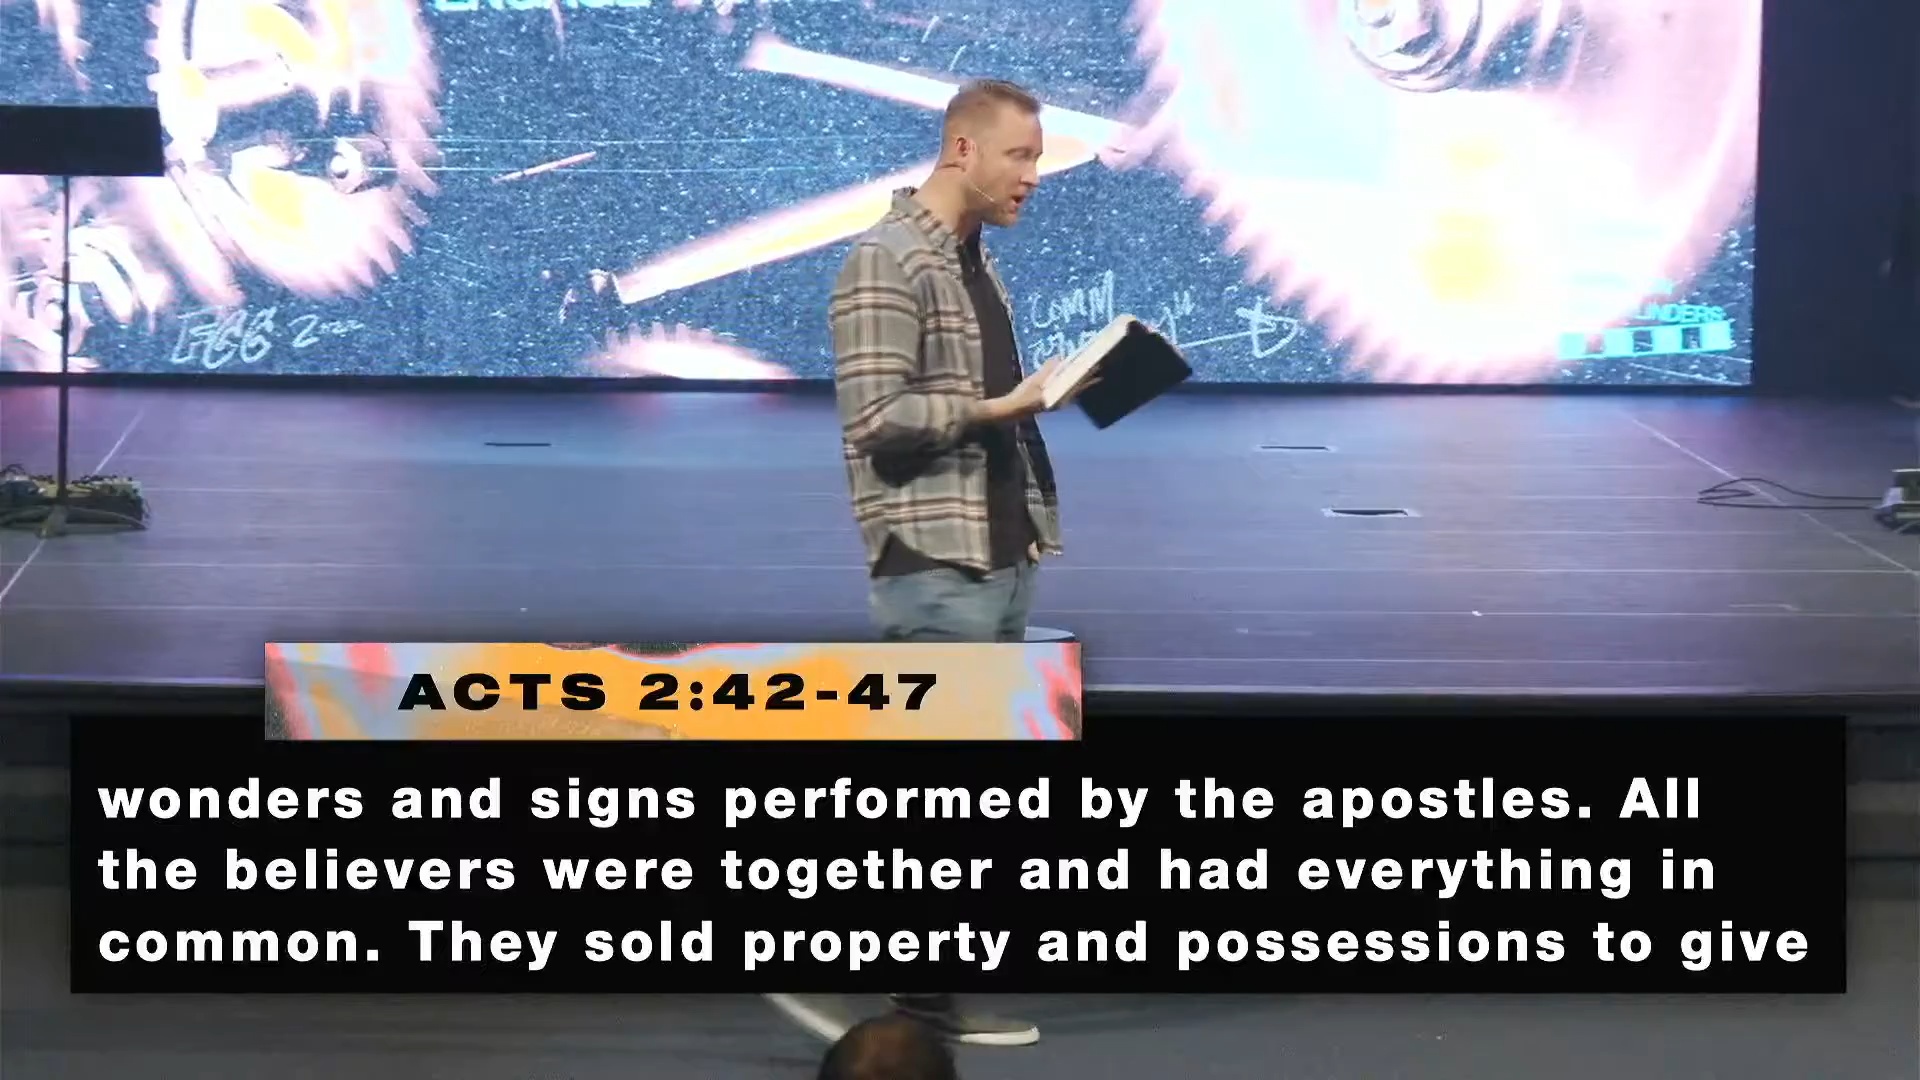 ACTS 2:42-47
wonders and signs performed by the apostles. All
the believers were together and had everything in
common. They sold property and possessions to give